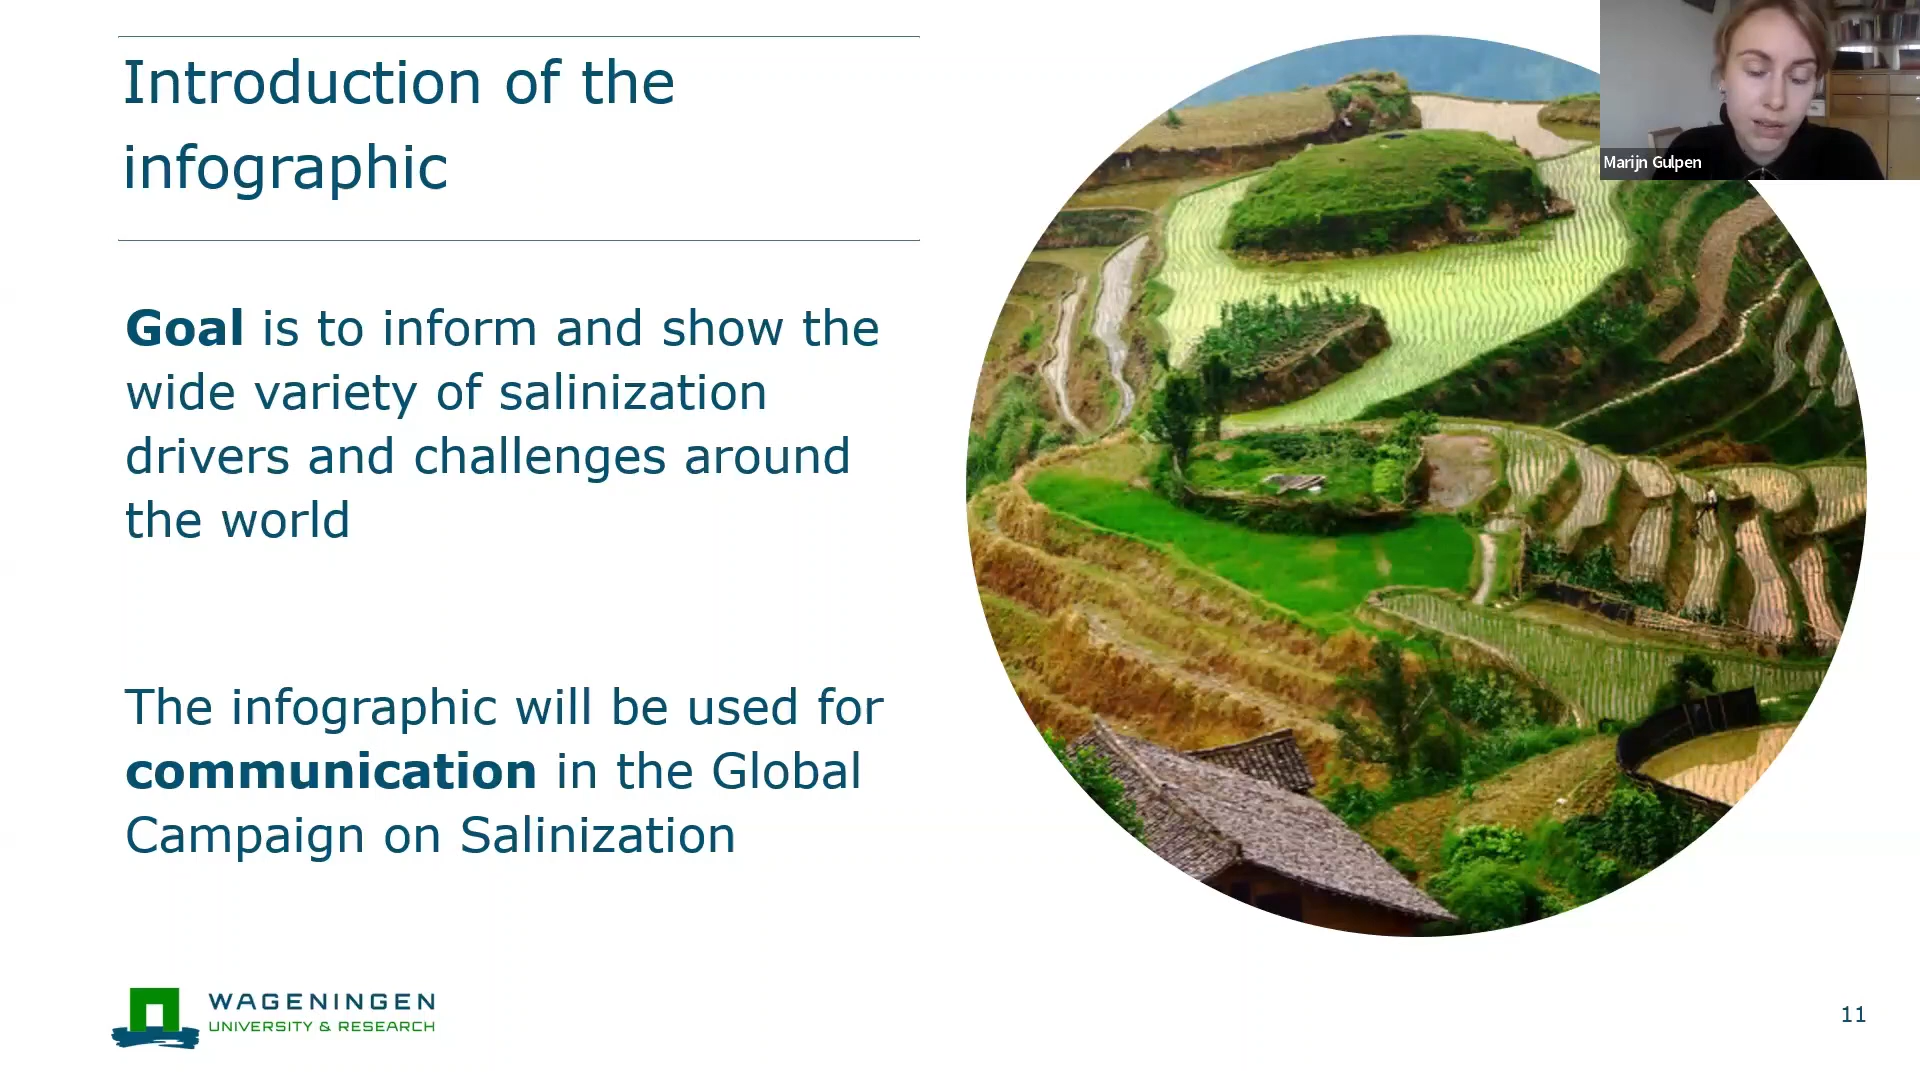 Introduction of the
infographic
Marijn Gulpen
Goal is to inform and show the
wide variety of salinization
drivers and challenges around
the world
The infographic will be used for
communication in the Global
Campaign on Salinization
WAGENINGEN
UNIVERSITY & RESEARCH
11